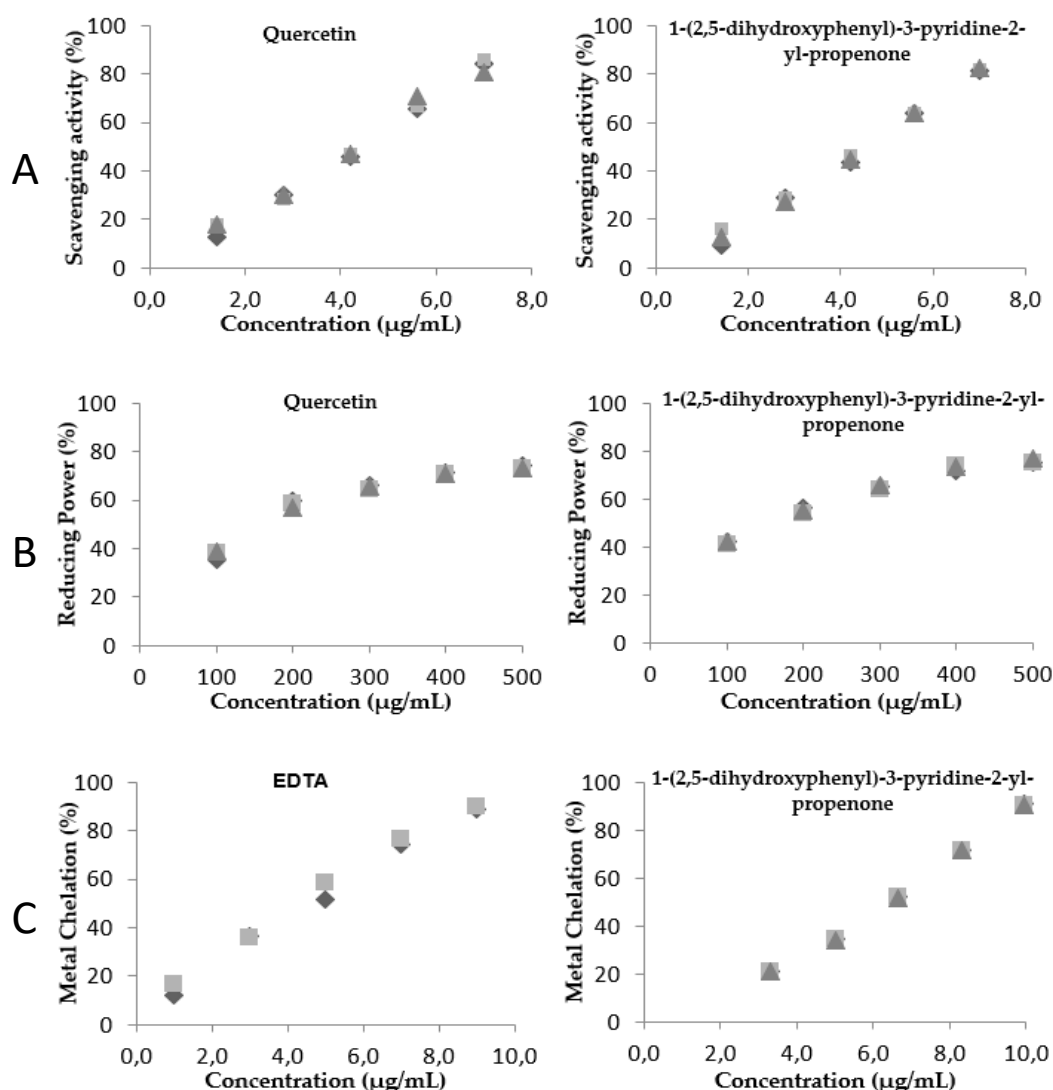 A
Quercetin
Scavenging activity (%)
100
80
60
40
20
0
0,0 2,0 4,0 6,0 8,0
Concentration (µg/mL)
1-(2,5-dihydroxyphenyl)-3-pyridine-2-
yl-propenone
Scavenging activity (%)
100
80
60
40
20
0
0,0 2,0 4,0 6,0 8,0
Concentration (µg/mL)
B
Quercetin
Reducing Power (%)
100
80
60
40
20
0
0 100 200 300 400 500
Concentration (µg/mL)
1-(2,5-dihydroxyphenyl)-3-pyridine-2-yl-
propenone
Reducing Power (%)
100
80
60
40
20
0
0 100 200 300 400 500
Concentration (µg/mL)
C
EDTA
Metal Chelation (%)
100
80
60
40
20
0
0,0 2,0 4,0 6,0 8,0 10,0
Concentration (µg/mL)
1-(2,5-dihydroxyphenyl)-3-pyridine-2-yl-
propenone
Metal Chelation (%)
100
80
60
40
20
0
0,0 2,0 4,0 6,0 8,0 10,0
Concentration (µg/mL)